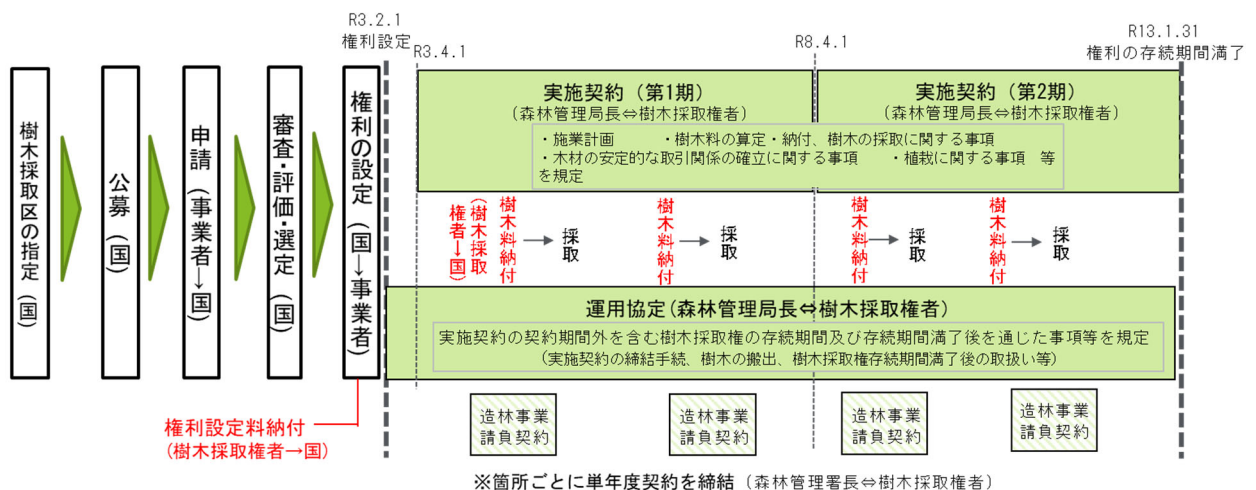 R3.2.1
権利設定
R3.4.1
R8.4.1
R13.1.31
権利の存続期間満了
樹木採取区の指定（国）
公募（国）
申請（事業者→国）
審査・評価・選定（国）
権利の設定（国→事業者）
実施契約（第1期）
（森林管理局長⇔樹木採取権者）
実施契約（第2期）
（森林管理局長⇔樹木採取権者）
・施業計画　　・樹木料の算定・納付、樹木の採取に関する事項
・木材の安定的な取引関係の確立に関する事項　　・植栽に関する事項　等
を規定
樹木料納付
（樹木採取
権者→国）
→採取
樹木料納付
→採取
樹木料納付
→採取
樹木料納付
→採取
運用協定（森林管理局長⇔樹木採取権者）
実施契約の契約期間外を含む樹木採取権の存続期間及び存続期間満了後を通じた事項等を規定
（実施契約の締結手続、樹木の搬出、樹木採取権存続期間満了後の取扱い等）
権利設定料納付
（樹木採取権者→国）
造林事業
請負契約
造林事業
請負契約
造林事業
請負契約
造林事業
請負契約
※箇所ごとに単年度契約を締結（森林管理署長⇔樹木採取権者）